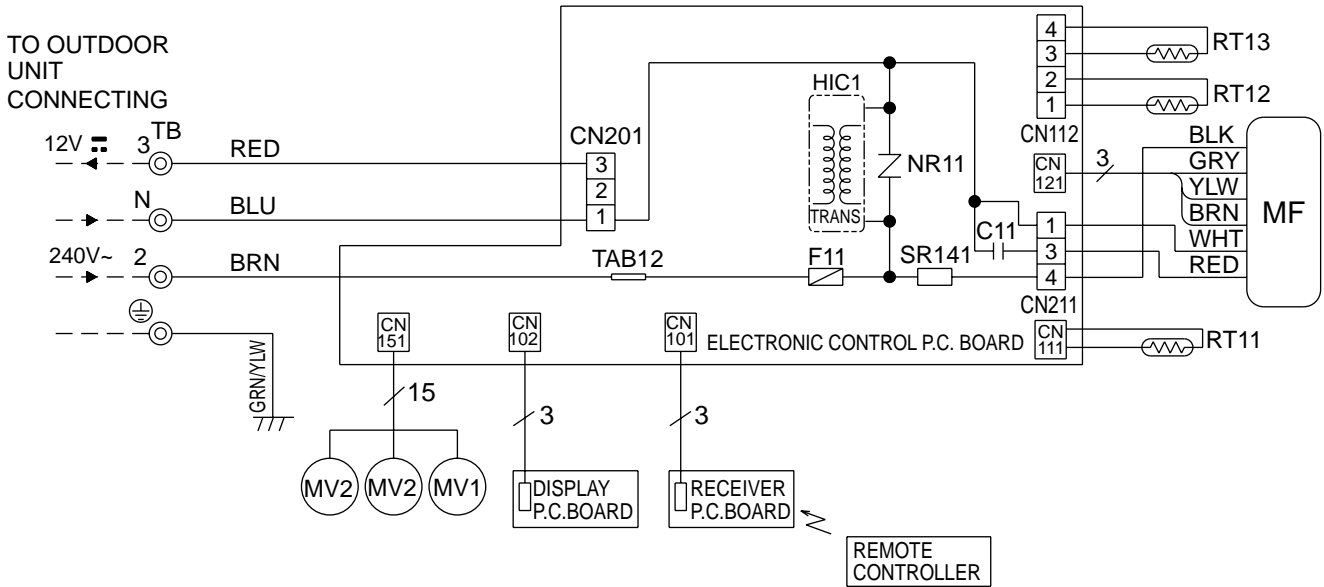 TO OUTDOOR
UNIT
CONNECTING
12V
3
TB
RED
N
BLU
240V~
2
BRN
GRN/YLW
CN201
3
2
1
HIC1
TRANS
NR11
TAB12
F11
SR141
C11
4
3
2
1
CN112
RT13
RT12
CN
121
3
1
3
4
CN211
BLK
GRY
YLW
BRN
WHT
RED
MF
CN
111
RT11
ELECTRONIC CONTROL P.C. BOARD
CN
151
15
MV2
MV2
MV1
CN
102
3
DISPLAY
P.C.BOARD
CN
101
3
RECEIVER
P.C.BOARD
REMOTE
CONTROLLER